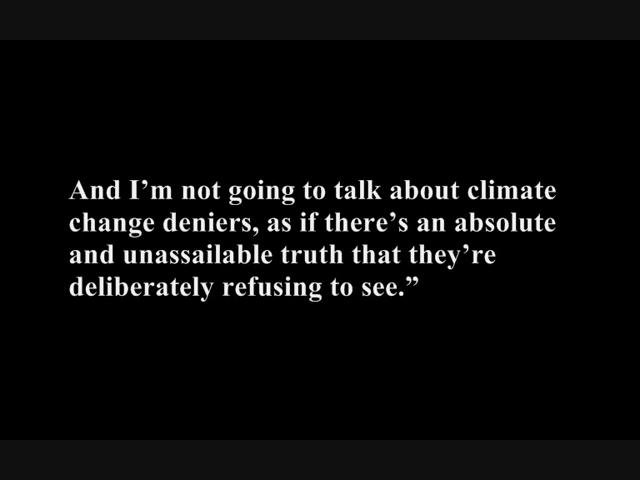 And I’m not going to talk about climate
change deniers, as if there’s an absolute
and unassailable truth that they’re
deliberately refusing to see.”